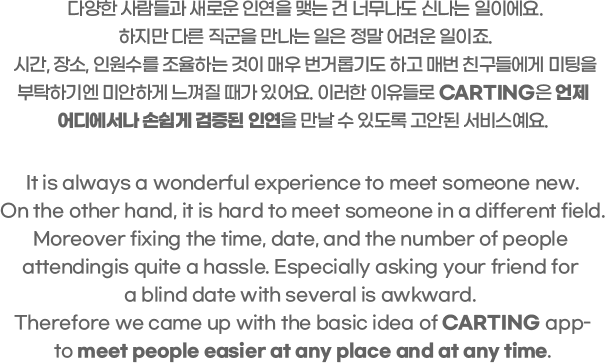 다양한 사람들과 새로운 인연을 맺는 건 너무나도 신나는 일이에요.
하지만 다른 직군을 만나는 일은 정말 어려운 일이죠.
시간, 장소, 인원수를 조율하는 것이 매우 번거롭기도 하고 매번 친구들에게 미팅을
부탁하기엔 미안하게 느껴질 때가 있어요. 이러한 이유들로 CARTING은 언제
어디에서나 손쉽게 검증된 인연을 만날 수 있도록 고안된 서비스예요.
It is always a wonderful experience to meet someone new.
On the other hand, it is hard to meet someone in a different field.
Moreover fixing the time, date, and the number of people
attendingis quite a hassle. Especially asking your friend for
a blind date with several is awkward.
Therefore we came up with the basic idea of CARTING app-
to meet people easier at any place and at any time.